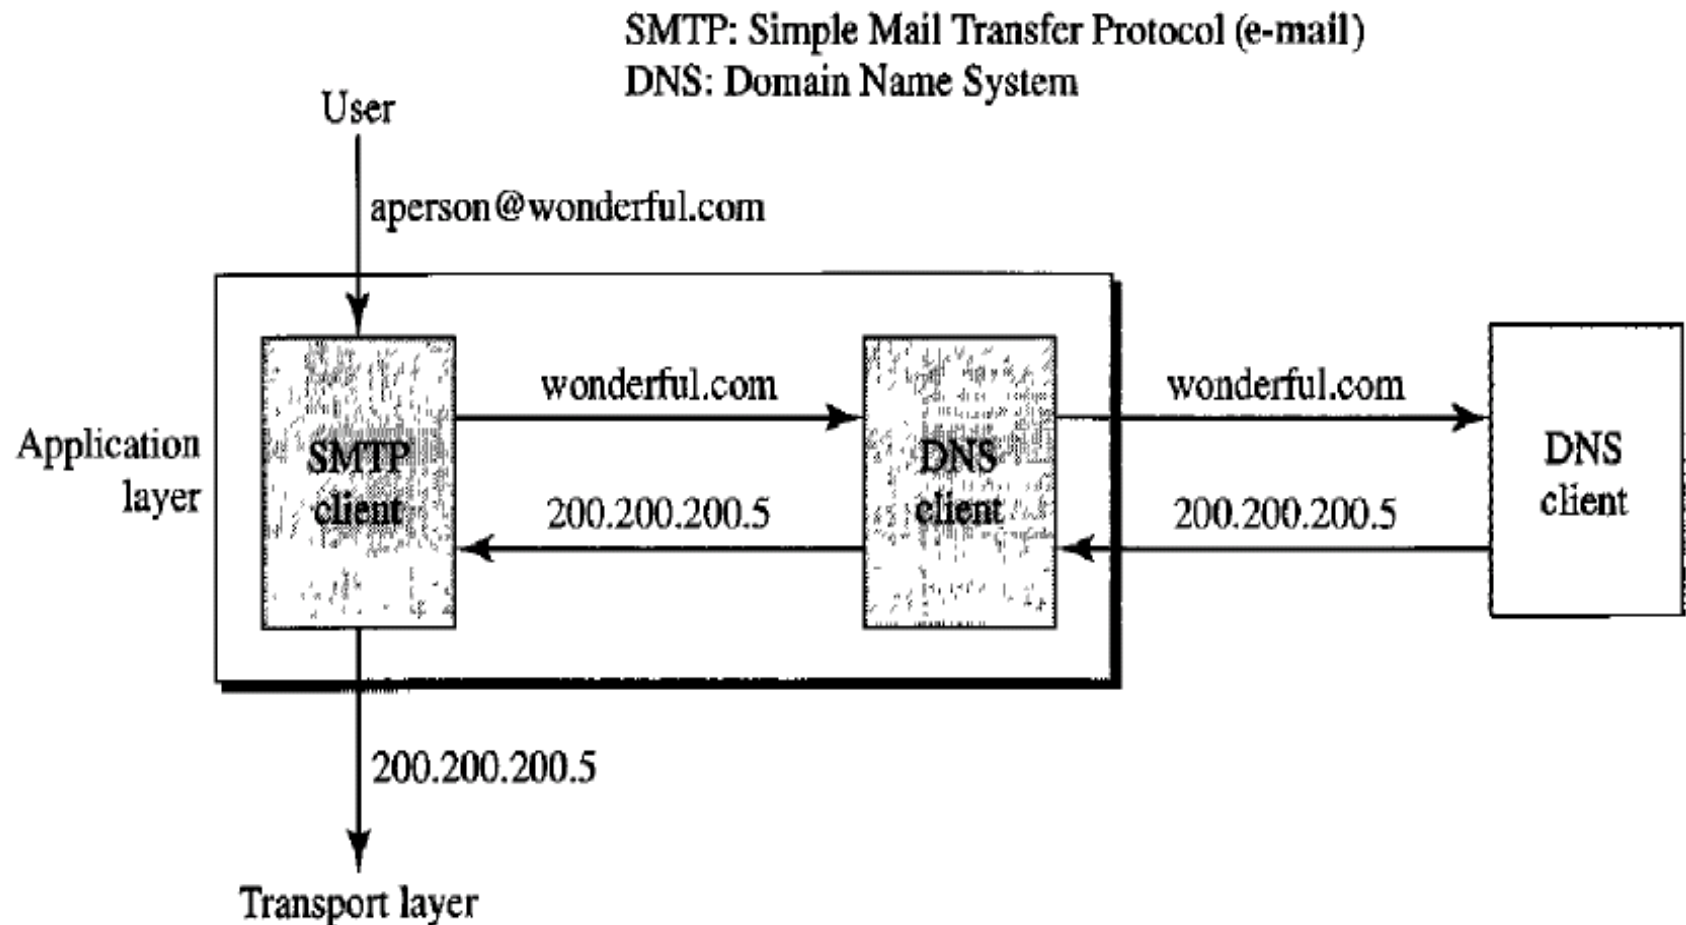 SMTP: Simple Mail Transfer Protocol (e-mail)
DNS: Domain Name System
User
aperson@wonderful.com
wonderful.com
wonderful.com
Application
layer
SMTP
client
DNS
client
DNS
client
200.200.200.5
200.200.200.5
200.200.200.5
Transport layer